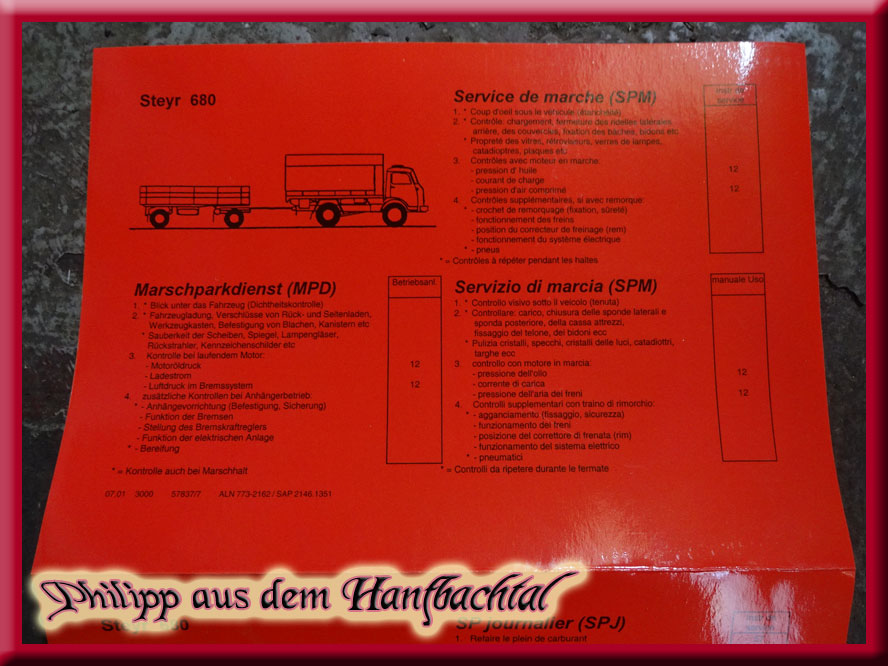 Steyr 680
Service de marche (SPM)
service
1. * Coup d'oeil sous le véhicule (étanchéité)
2. * Contrôle: chargement, fermeture des ridelles latérales
arrière, des couvercles, fixation des bâches, bidons etc
* Propreté des vitres, rétroviseurs, verres de lampes,
catadioptres, plaques etc
3. Contrôles avec moteur en marche:
- pression d' huile 12
- courant de charge
- pression d'air comprimé 12
4. Contrôles supplémentaires, si avec remorque:
* - crochet de remorquage (fixation, sûreté)
- fonctionnement des freins
- position du correcteur de freinage (rem)
- fonctionnement du système électrique
* - pneus
* = Contrôles à répéter pendant les haltes
Marschparkdienst (MPD)
Betriebsanl
1. * Blick unter das Fahrzeug (Dichtheitskontrolle)
2. * Fahrzeugladung, Verschlüsse von Rück- und Seitenladen,
Werkzeugkasten, Befestigung von Blachen, Kanistern etc
* Sauberkeit der Scheiben, Spiegel, Lampengläser,
Rückstrahler, Kennzeichenschilder etc
3. Kontrolle bei laufendem Motor:
- Motoröldruck 12
- Ladestrom
- Luftdruck im Bremssystem 12
4. zusätzliche Kontrollen bei Anhängerbetrieb:
* - Anhängevorrichtung (Befestigung, Sicherung)
- Funktion der Bremsen
- Stellung des Bremskraftreglers
- Funktion der elektrischen Anlage
* - Bereifung
* = Kontrolle auch bei Marschhalt
07.01 3000 57837/7 ALN 773-2162 / SAP 2146.1351
Servizio di marcia (SPM)
manuale Uso
1. * Controllo visivo sotto il veicolo (tenuta)
2. * Controllare: carico, chiusura delle sponde laterali e
sponda posteriore, della cassa attrezzi,
fissaggio del telone, dei bidoni ecc
* Pulizia cristalli, specchi, cristalli delle luci, catadiottri,
targhe ecc
3. controllo con motore in marcia:
- pressione dell'olio 12
- corrente di carica
- pressione dell'aria dei freni 12
4. Controlli supplementari con traino di rimorchio:
* - agganciamento (fissaggio, sicurezza)
- funzionamento dei freni
- posizione del correttore di frenata (rim)
- funzionamento del sistema elettrico
* - pneumatici
* = Controlli da ripetere durante le fermate
Philipp aus dem Hanfbachtal
SP journalier (SPJ)
1. Refaire le plein de carburant